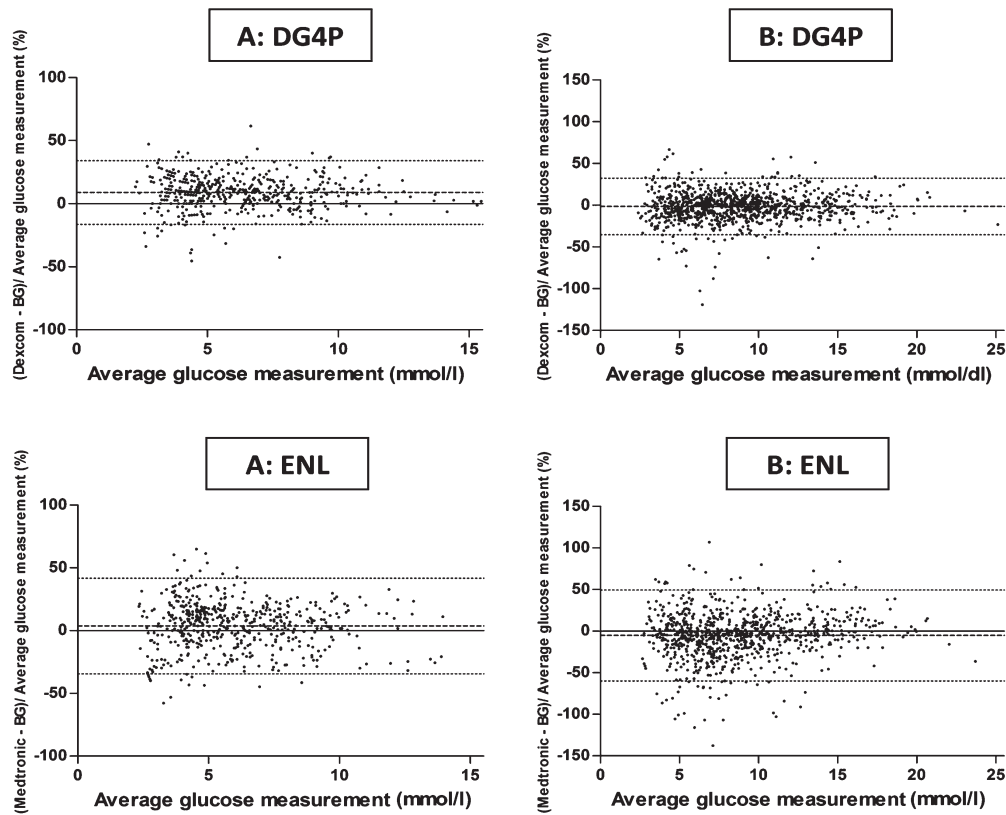 A: DG4P
(Dexcom - BG)/ Average glucose measurement (%)
100
50
0
-50
-100
0 5 10 15
Average glucose measurement (mmol/l)
B: DG4P
(Dexcom - BG)/ Average glucose measurement (%)
150
100
50
0
-50
-100
-150
0 5 10 15 20 25
Average glucose measurement (mmol/dl)
A: ENL
(Medtronic - BG)/ Average glucose measurement (%)
100
50
0
-50
-100
0 5 10 15
Average glucose measurement (mmol/l)
B: ENL
(Medtronic - BG)/ Average glucose measurement (%)
150
100
50
0
-50
-100
-150
0 5 10 15 20 25
Average glucose measurement (mmol/l)